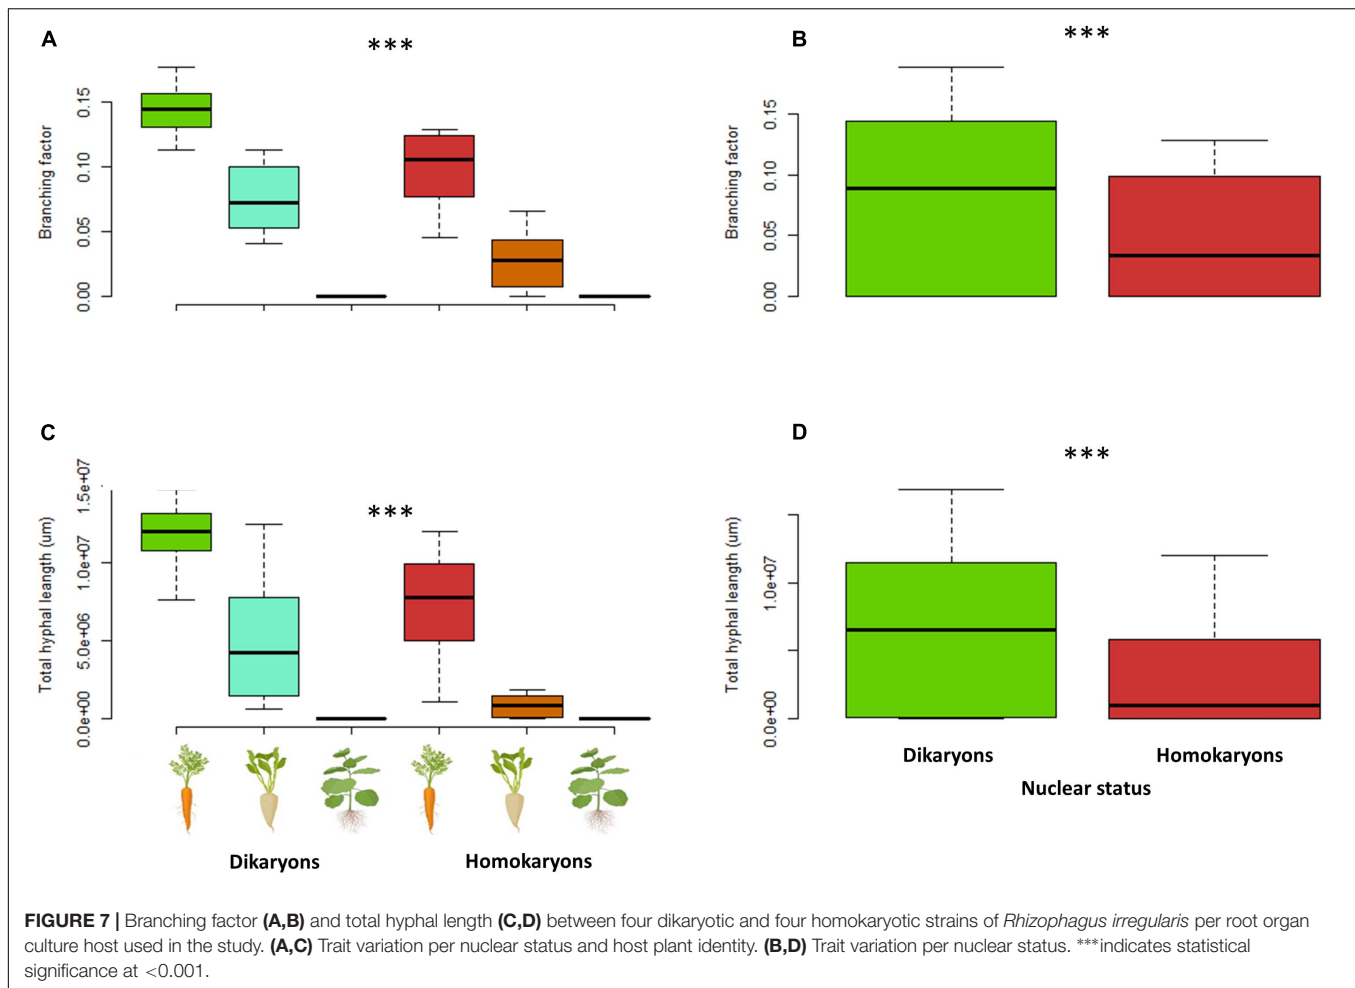 A
***
Branching factor
0.15
0.10
0.05
0.00
B
***
Branching factor
0.15
0.10
0.05
0.00
C
***
Total hyphal leangth (um)
1.5e+07
1.0e+07
5.0e+06
0.0e+00
Dikaryons
Homokaryons
D
***
Total hyphal length (um)
1.0e+07
0.0e+00
Dikaryons
Homokaryons
Nuclear status
FIGURE 7 | Branching factor (A,B) and total hyphal length (C,D) between four dikaryotic and four homokaryotic strains of Rhizophagus irregularis per root organ
culture host used in the study. (A,C) Trait variation per nuclear status and host plant identity. (B,D) Trait variation per nuclear status. ***indicates statistical
significance at <0.001.